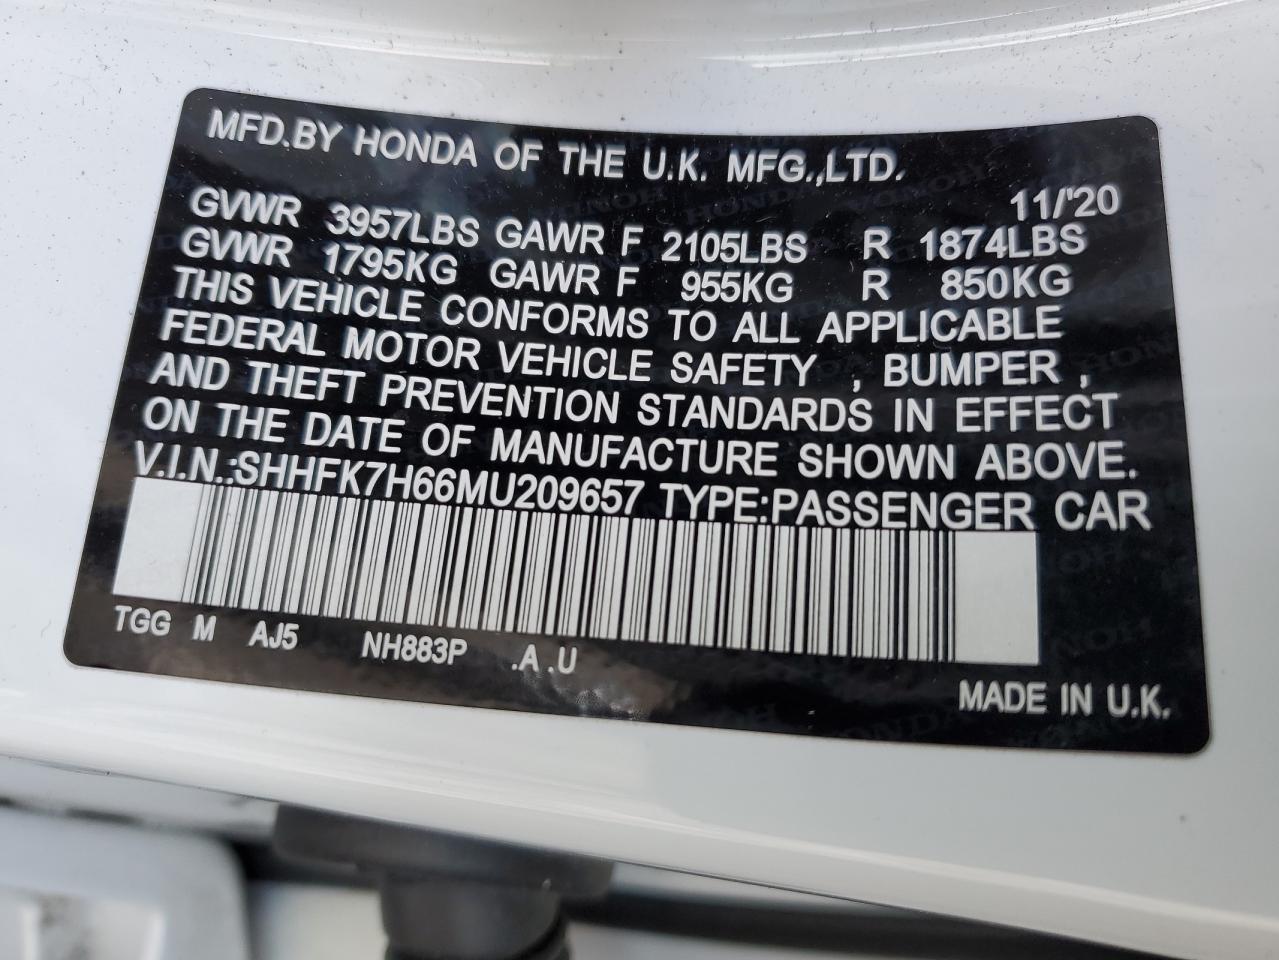 MFD.BY HONDA OF THE U.K. MFG.,LTD.
11/'20
GVWR 3957LBS GAWR F 2105LBS R 1874LBS
GVWR 1795KG GAWR F 955KG R 850KG
THIS VEHICLE CONFORMS TO ALL APPLICABLE
FEDERAL MOTOR VEHICLE SAFETY , BUMPER ,
AND THEFT PREVENTION STANDARDS IN EFFECT
ON THE DATE OF MANUFACTURE SHOWN ABOVE.
V.I.N.:SHHFK7H66MU209657 TYPE:PASSENGER CAR
TGG M AJ5 NH883P .A .U
MADE IN U.K.